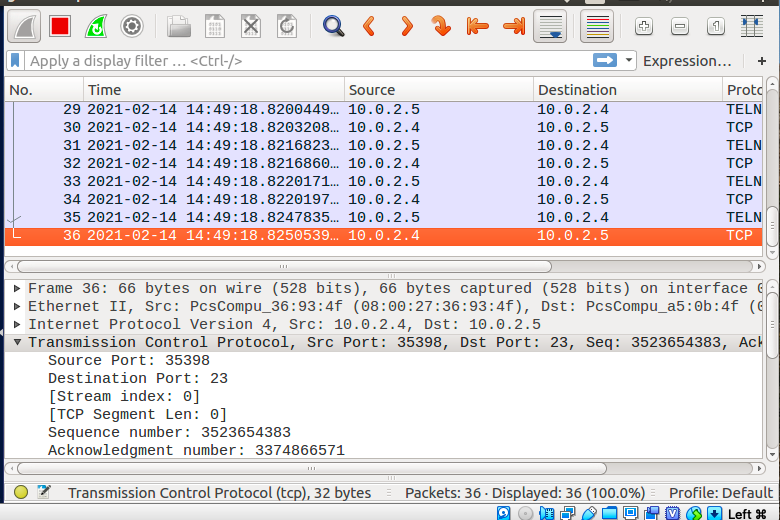 Apply a display filter … <Ctrl-/>
Expression…
+
No. Time Source Destination Protc
29 2021-02-14 14:49:18.8200449… 10.0.2.5 10.0.2.4 TELN
30 2021-02-14 14:49:18.8203208… 10.0.2.4 10.0.2.5 TCP
31 2021-02-14 14:49:18.8216823… 10.0.2.5 10.0.2.4 TELN
32 2021-02-14 14:49:18.8216860… 10.0.2.4 10.0.2.5 TCP
33 2021-02-14 14:49:18.8220171… 10.0.2.5 10.0.2.4 TELN
34 2021-02-14 14:49:18.8220197… 10.0.2.4 10.0.2.5 TCP
35 2021-02-14 14:49:18.8247835… 10.0.2.5 10.0.2.4 TELN
36 2021-02-14 14:49:18.8250539… 10.0.2.4 10.0.2.5 TCP
Frame 36: 66 bytes on wire (528 bits), 66 bytes captured (528 bits) on interface 0
Ethernet II, Src: PcsCompu_36:93:4f (08:00:27:36:93:4f), Dst: PcsCompu_a5:0b:4f (0
Internet Protocol Version 4, Src: 10.0.2.4, Dst: 10.0.2.5
Transmission Control Protocol, Src Port: 35398, Dst Port: 23, Seq: 3523654383, Ack
Source Port: 35398
Destination Port: 23
[Stream index: 0]
[TCP Segment Len: 0]
Sequence number: 3523654383
Acknowledgment number: 3374866571
Transmission Control Protocol (tcp), 32 bytes
Packets: 36 · Displayed: 36 (100.0%)
Profile: Default
Left ⌘